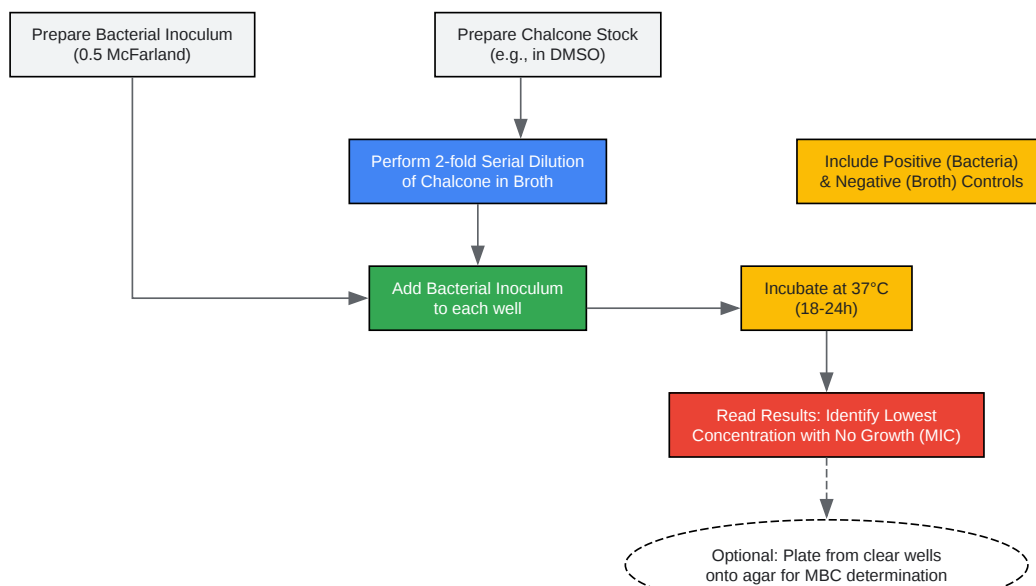 Prepare Bacterial Inoculum
(0.5 McFarland)
Prepare Chalcone Stock
(e.g., in DMSO)
Perform 2-fold Serial Dilution
of Chalcone in Broth
Include Positive (Bacteria)
& Negative (Broth) Controls
Add Bacterial Inoculum
to each well
Incubate at 37°C
(18-24h)
Read Results: Identify Lowest
Concentration with No Growth (MIC)
Optional: Plate from clear wells
onto agar for MBC determination